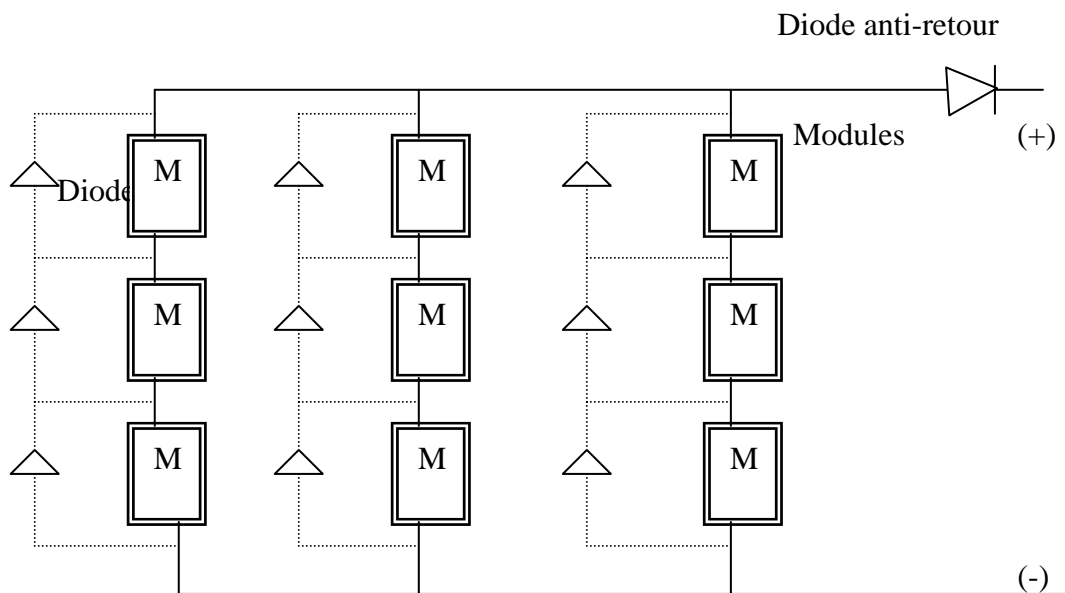 Diode anti-retour
Modules
(+)
Diode
M M M
M M M
M M M
(-)